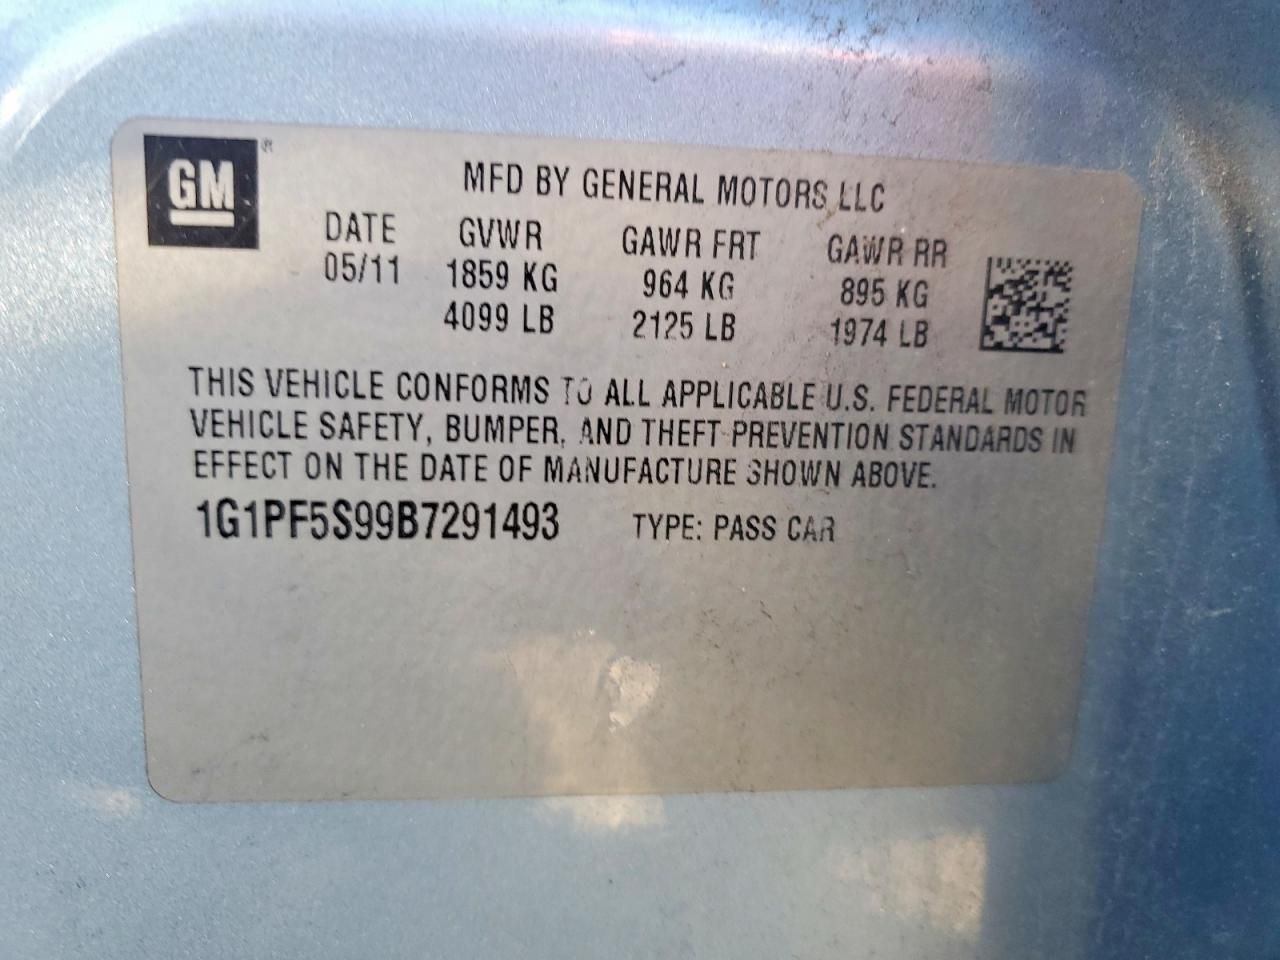 GM®
MFD BY GENERAL MOTORS LLC
DATE GVWR GAWR FRT GAWR RR
05/11 1859 KG 964 KG 895 KG
4099 LB 2125 LB 1974 LB
THIS VEHICLE CONFORMS TO ALL APPLICABLE U.S. FEDERAL MOTOR
VEHICLE SAFETY, BUMPER, AND THEFT PREVENTION STANDARDS IN
EFFECT ON THE DATE OF MANUFACTURE SHOWN ABOVE.
1G1PF5S99B7291493 TYPE: PASS CAR